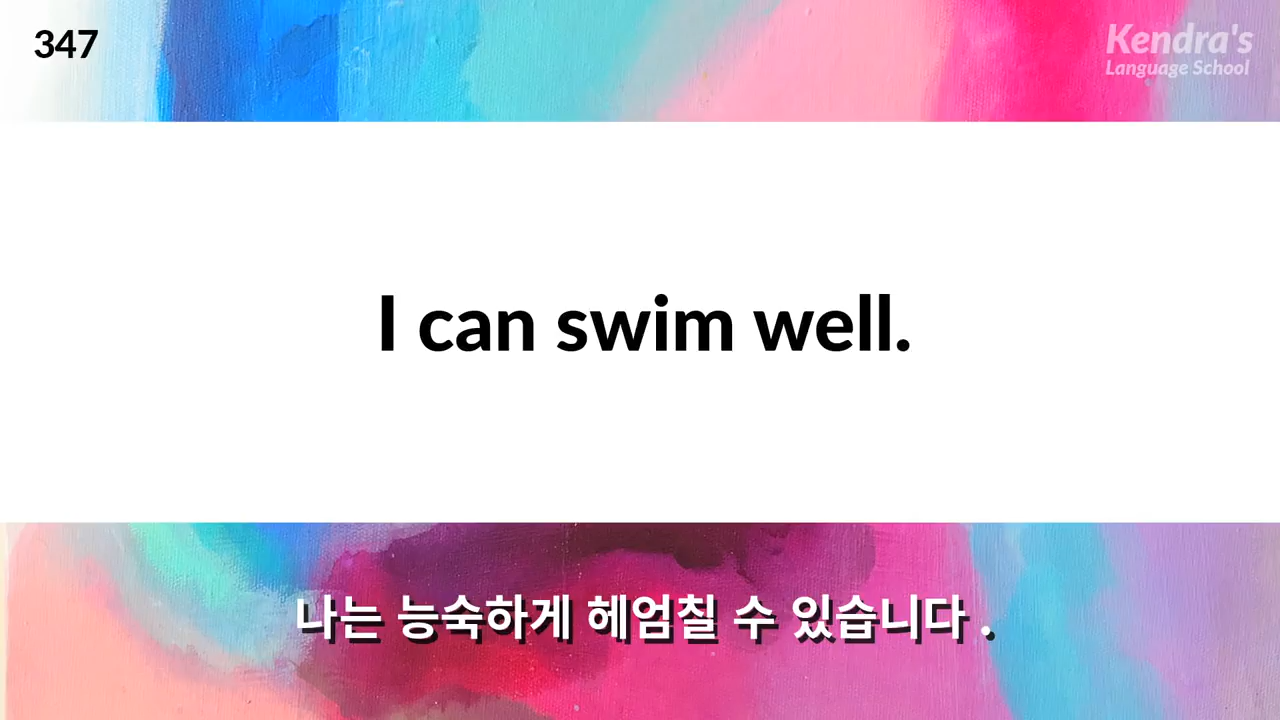 347
Kendra's
Language School
I can swim well.
나는 능숙하게 헤엄칠 수 있습니다 .